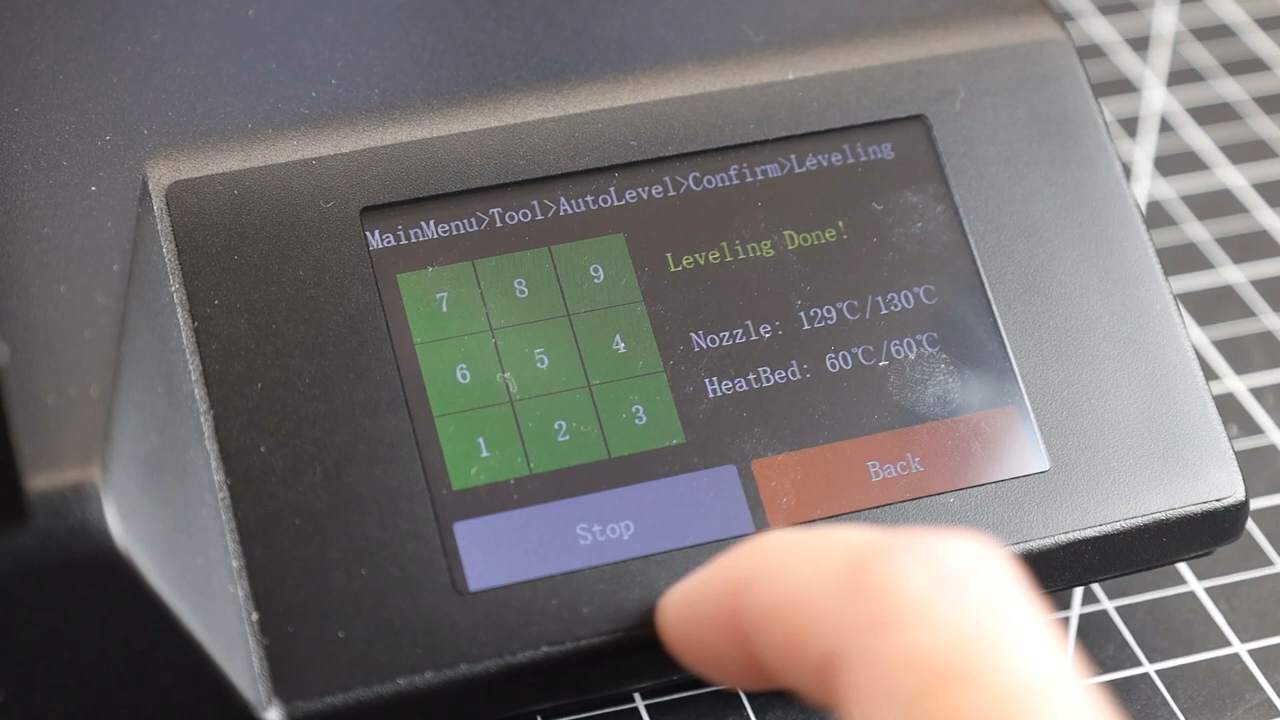 MainMenu>Tool>AutoLevel>Confirm>Leveling
7 8 9
6 5 4
1 2 3
Leveling Done!
Nozzle: 129℃/130℃
HeatBed: 60℃/60℃
Stop
Back